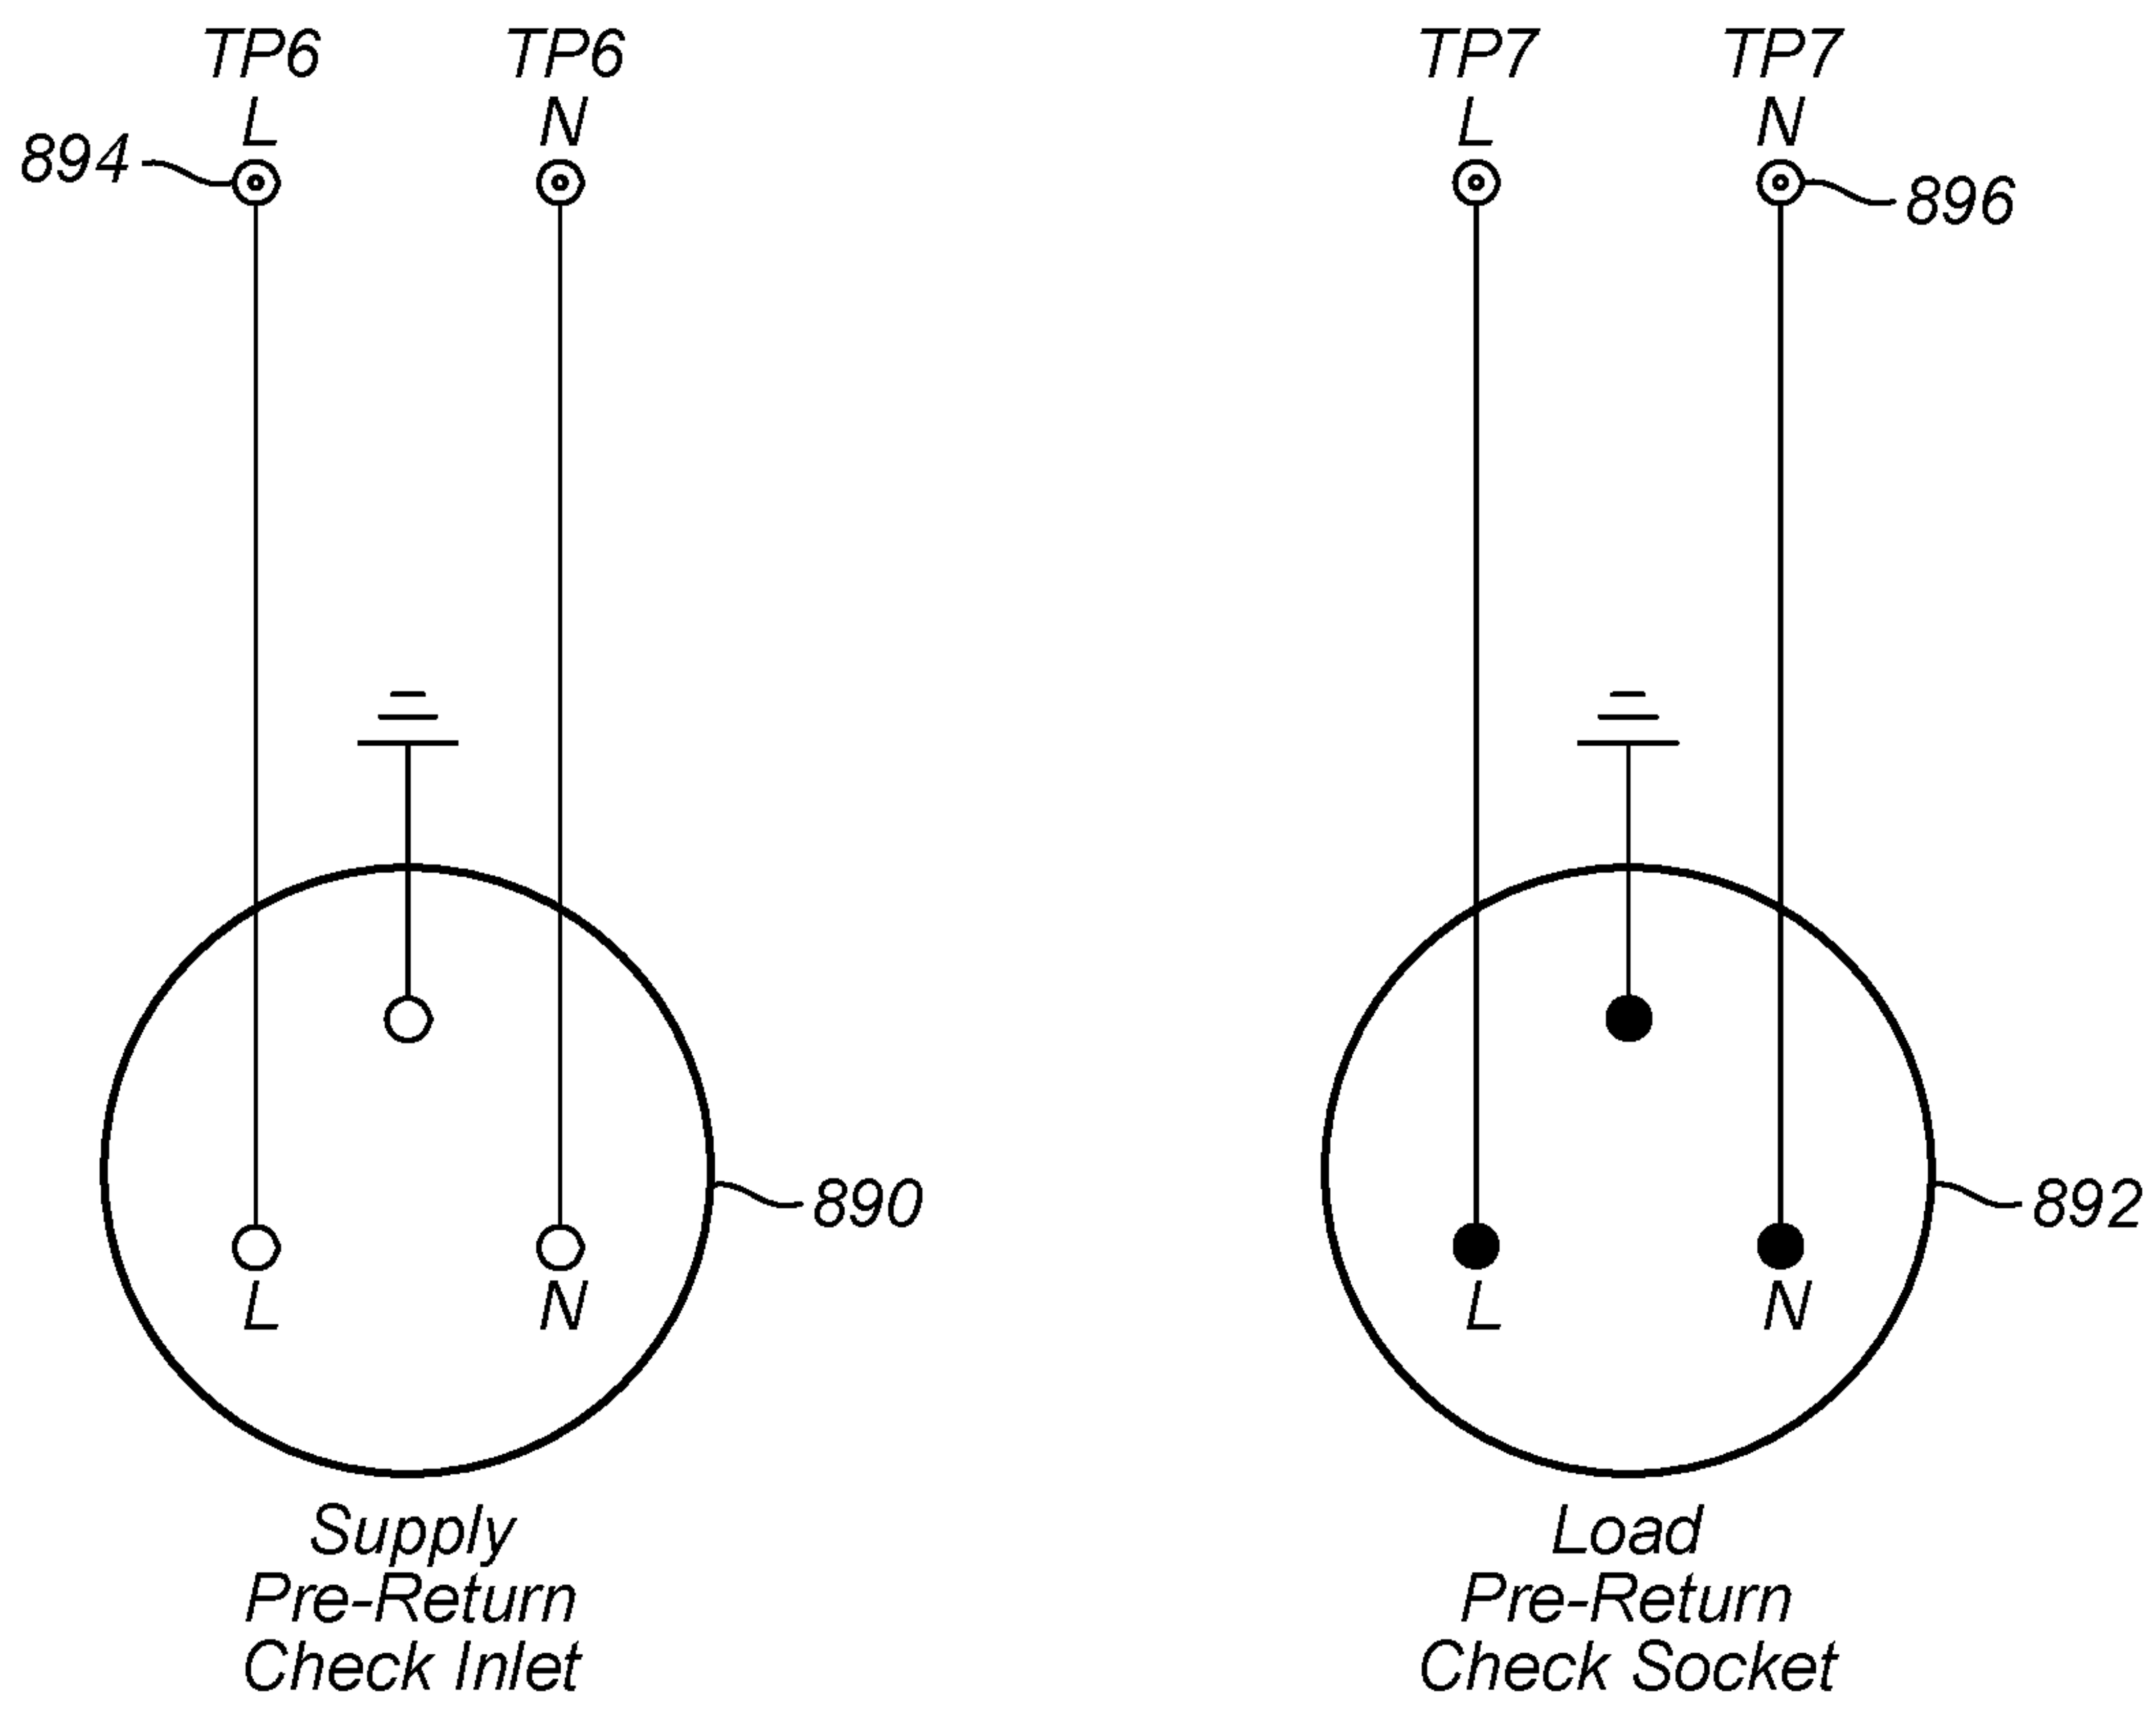 TP6 TP6 TP7 TP7
L N L N
894
896
890
892
L N L N
Supply
Pre-Return
Check Inlet
Load
Pre-Return
Check Socket